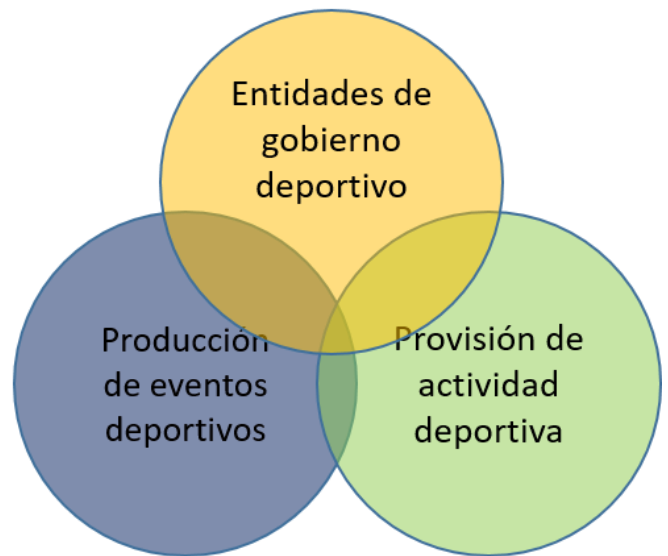 Entidades de
gobierno
deportivo
Producción
de eventos
deportivos
Provisión de
actividad
deportiva